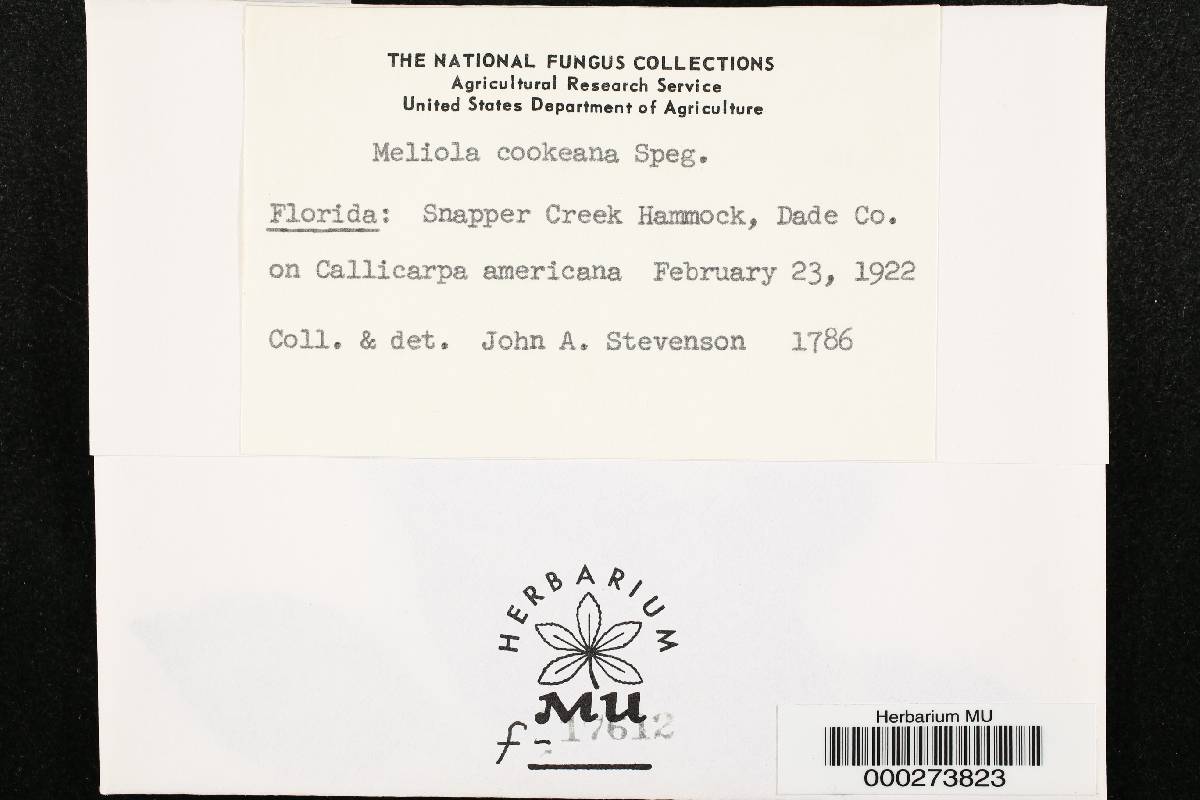 THE NATIONAL FUNGUS COLLECTIONS
Agricultural Research Service
United States Department of Agriculture
Meliola cookeana Speg.
Florida: Snapper Creek Hammock, Dade Co.
on Callicarpa americana February 23, 1922
Coll. & det. John A. Stevenson 1786
HERBARIUM
MU
f- 17612
Herbarium MU
000273823